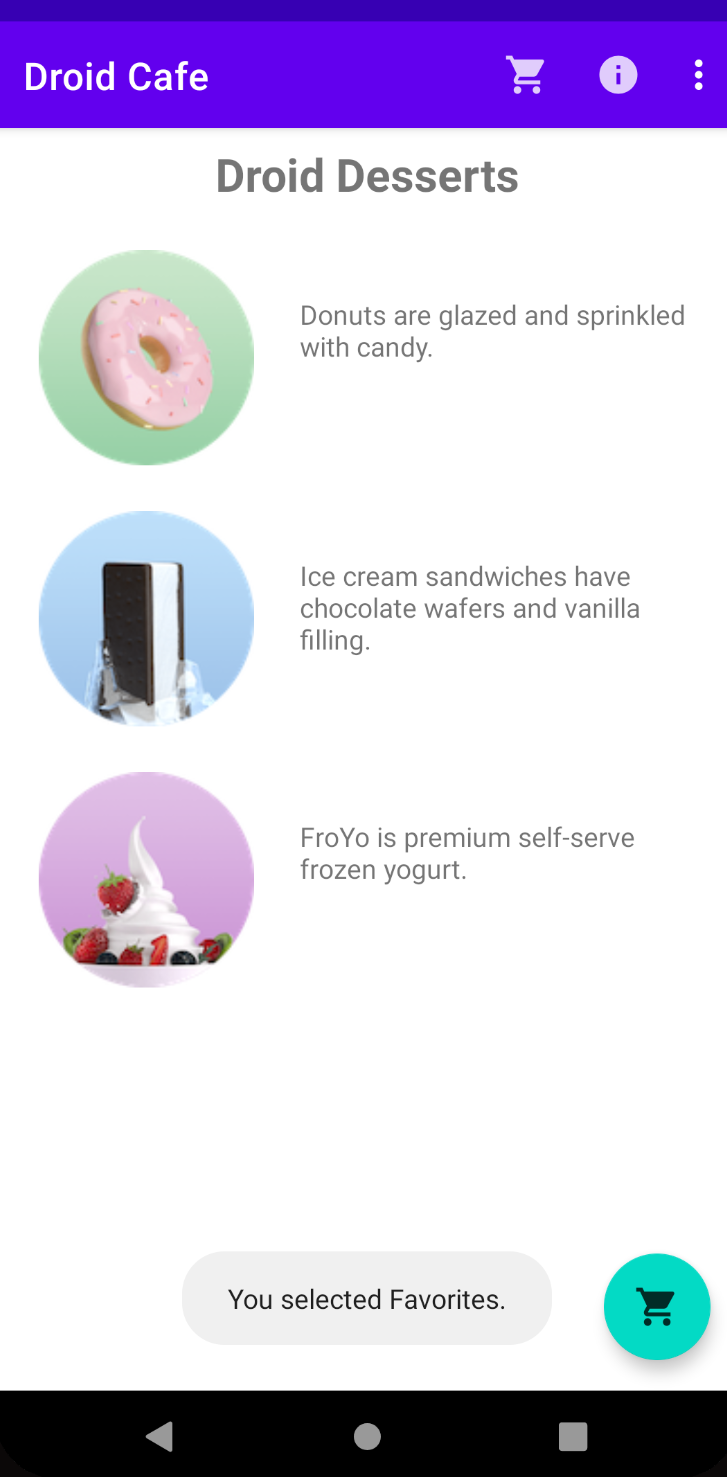 Droid Cafe
Droid Desserts
Donuts are glazed and sprinkled
with candy.
Ice cream sandwiches have
chocolate wafers and vanilla
filling.
FroYo is premium self-serve
frozen yogurt.
You selected Favorites.